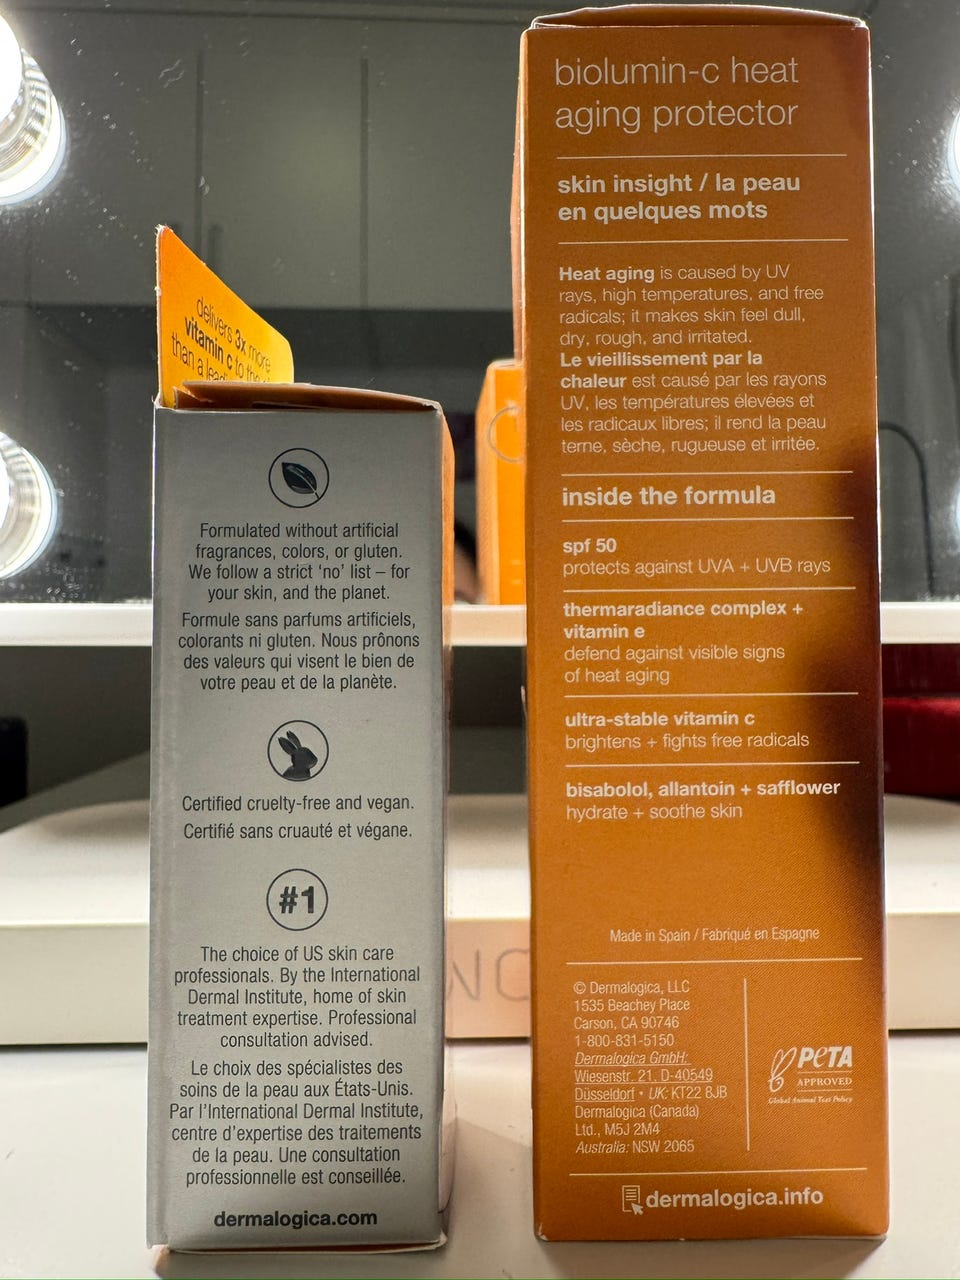 delivers 3x more
vitamin c to the
than a
Formulated without artificial
fragrances, colors, or gluten.
We follow a strict ‘no’ list – for
your skin, and the planet.
Formule sans parfums artificiels,
colorants ni gluten. Nous prônons
des valeurs qui visent le bien de
votre peau et de la planète.
Certified cruelty-free and vegan.
Certifié sans cruauté et végane.
#1
The choice of US skin care
professionals. By the International
Dermal Institute, home of skin
treatment expertise. Professional
consultation advised.
Le choix des spécialistes des
soins de la peau aux États-Unis.
Par l’International Dermal Institute,
centre d’expertise des traitements
de la peau. Une consultation
professionnelle est conseillée.
dermalogica.com
biolumin-c heat
aging protector
skin insight / la peau
en quelques mots
Heat aging is caused by UV
rays, high temperatures, and free
radicals; it makes skin feel dull,
dry, rough, and irritated.
Le vieillissement par la
chaleur est causé par les rayons
UV, les températures élevées et
les radicaux libres; il rend la peau
terne, sèche, rugueuse et irritée.
inside the formula
spf 50
protects against UVA + UVB rays
thermaradiance complex +
vitamin e
defend against visible signs
of heat aging
ultra-stable vitamin c
brightens + fights free radicals
bisabolol, allantoin + safflower
hydrate + soothe skin
Made in Spain / Fabriqué en Espagne
© Dermalogica, LLC
1535 Beachey Place
Carson, CA 90746
1-800-831-5150
Dermalogica GmbH:
Wiesenstr. 21, D-40549
Düsseldorf • UK: KT22 8JB
Dermalogica (Canada)
Ltd., M5J 2M4
Australia: NSW 2065
PETA
APPROVED
Global Animal Test Policy
dermalogica.info